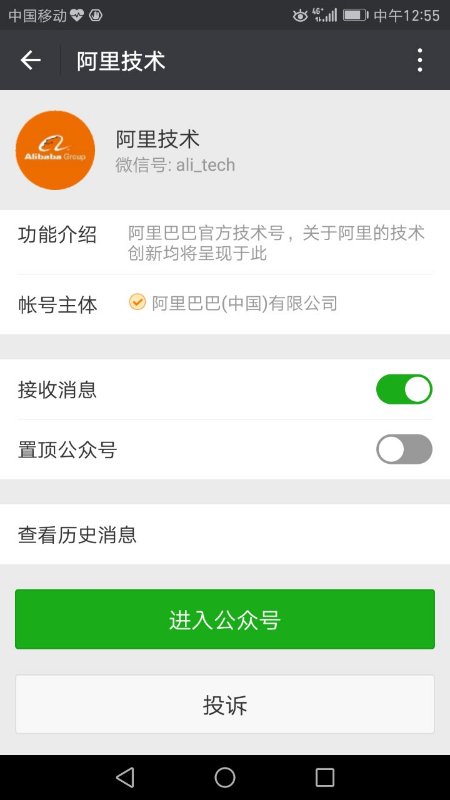 中国移动 4G+ 中午12:55
阿里技术
Alibaba Group
阿里技术
微信号: ali_tech
功能介绍
阿里巴巴官方技术号，关于阿里的技术
创新均将呈现于此
帐号主体
阿里巴巴(中国)有限公司
接收消息
置顶公众号
查看历史消息
进入公众号
投诉